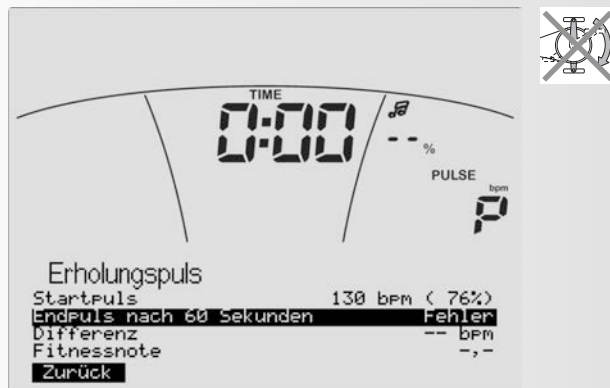 TIME
0:00
-- %
PULSE
bpm
P
Erholungspuls
Startpuls 130 bpm ( 76%)
Endpuls nach 60 Sekunden Fehler
Differenz -- bpm
Fitnessnote -,-
Zurück